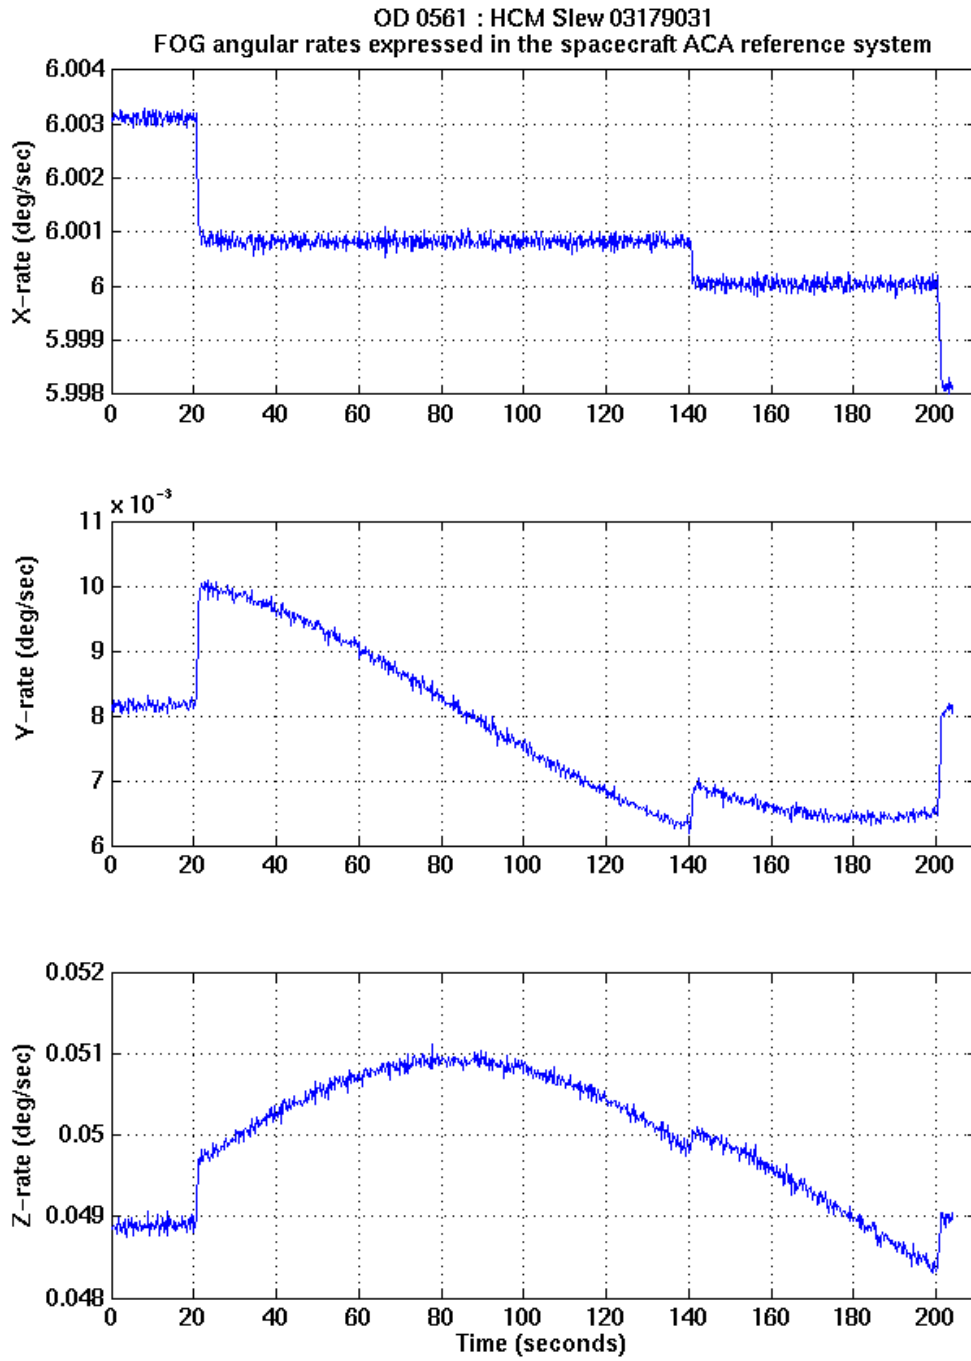 OD 0561 : HCM Slew 03179031
FOG angular rates expressed in the spacecraft ACA reference system
X-rate (deg/sec)
6.004
6.003
6.002
6.001
6
5.999
5.998
0 20 40 60 80 100 120 140 160 180 200
Y-rate (deg/sec)
x 10⁻³
11
10
9
8
7
6
0 20 40 60 80 100 120 140 160 180 200
Z-rate (deg/sec)
0.052
0.051
0.05
0.049
0.048
0 20 40 60 80 100 120 140 160 180 200
Time (seconds)